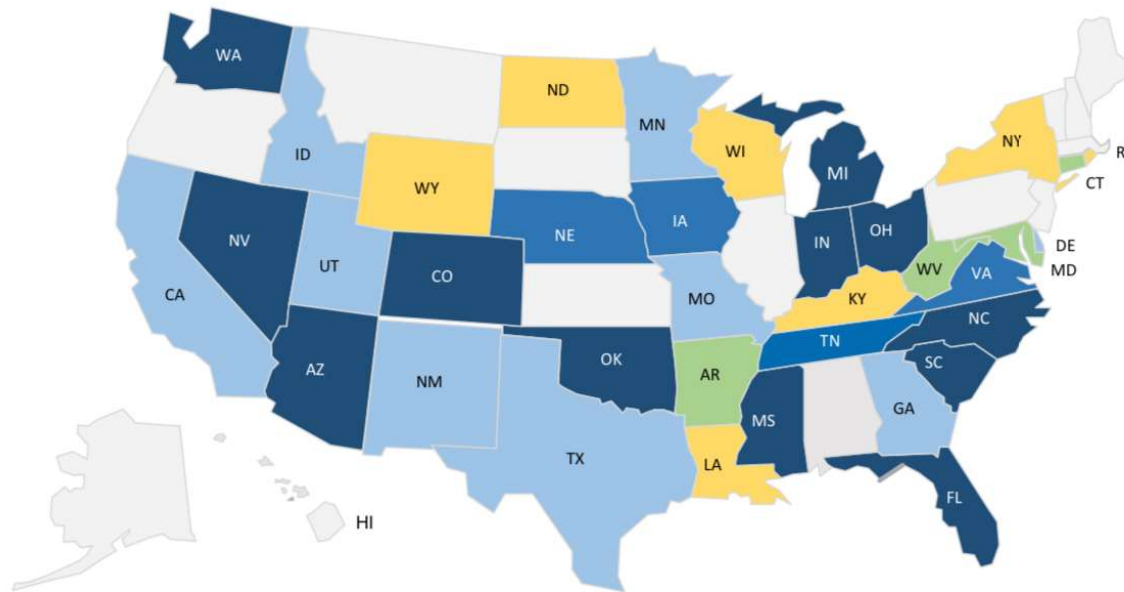 WA
ND
MN
ID
WI
NY
R
MI
WY
CT
NE
IA
OH
NV
IN
DE
UT
CO
WV
MD
CA
MO
VA
KY
NC
TN
OK
SC
AZ
NM
AR
GA
MS
TX
LA
FL
HI